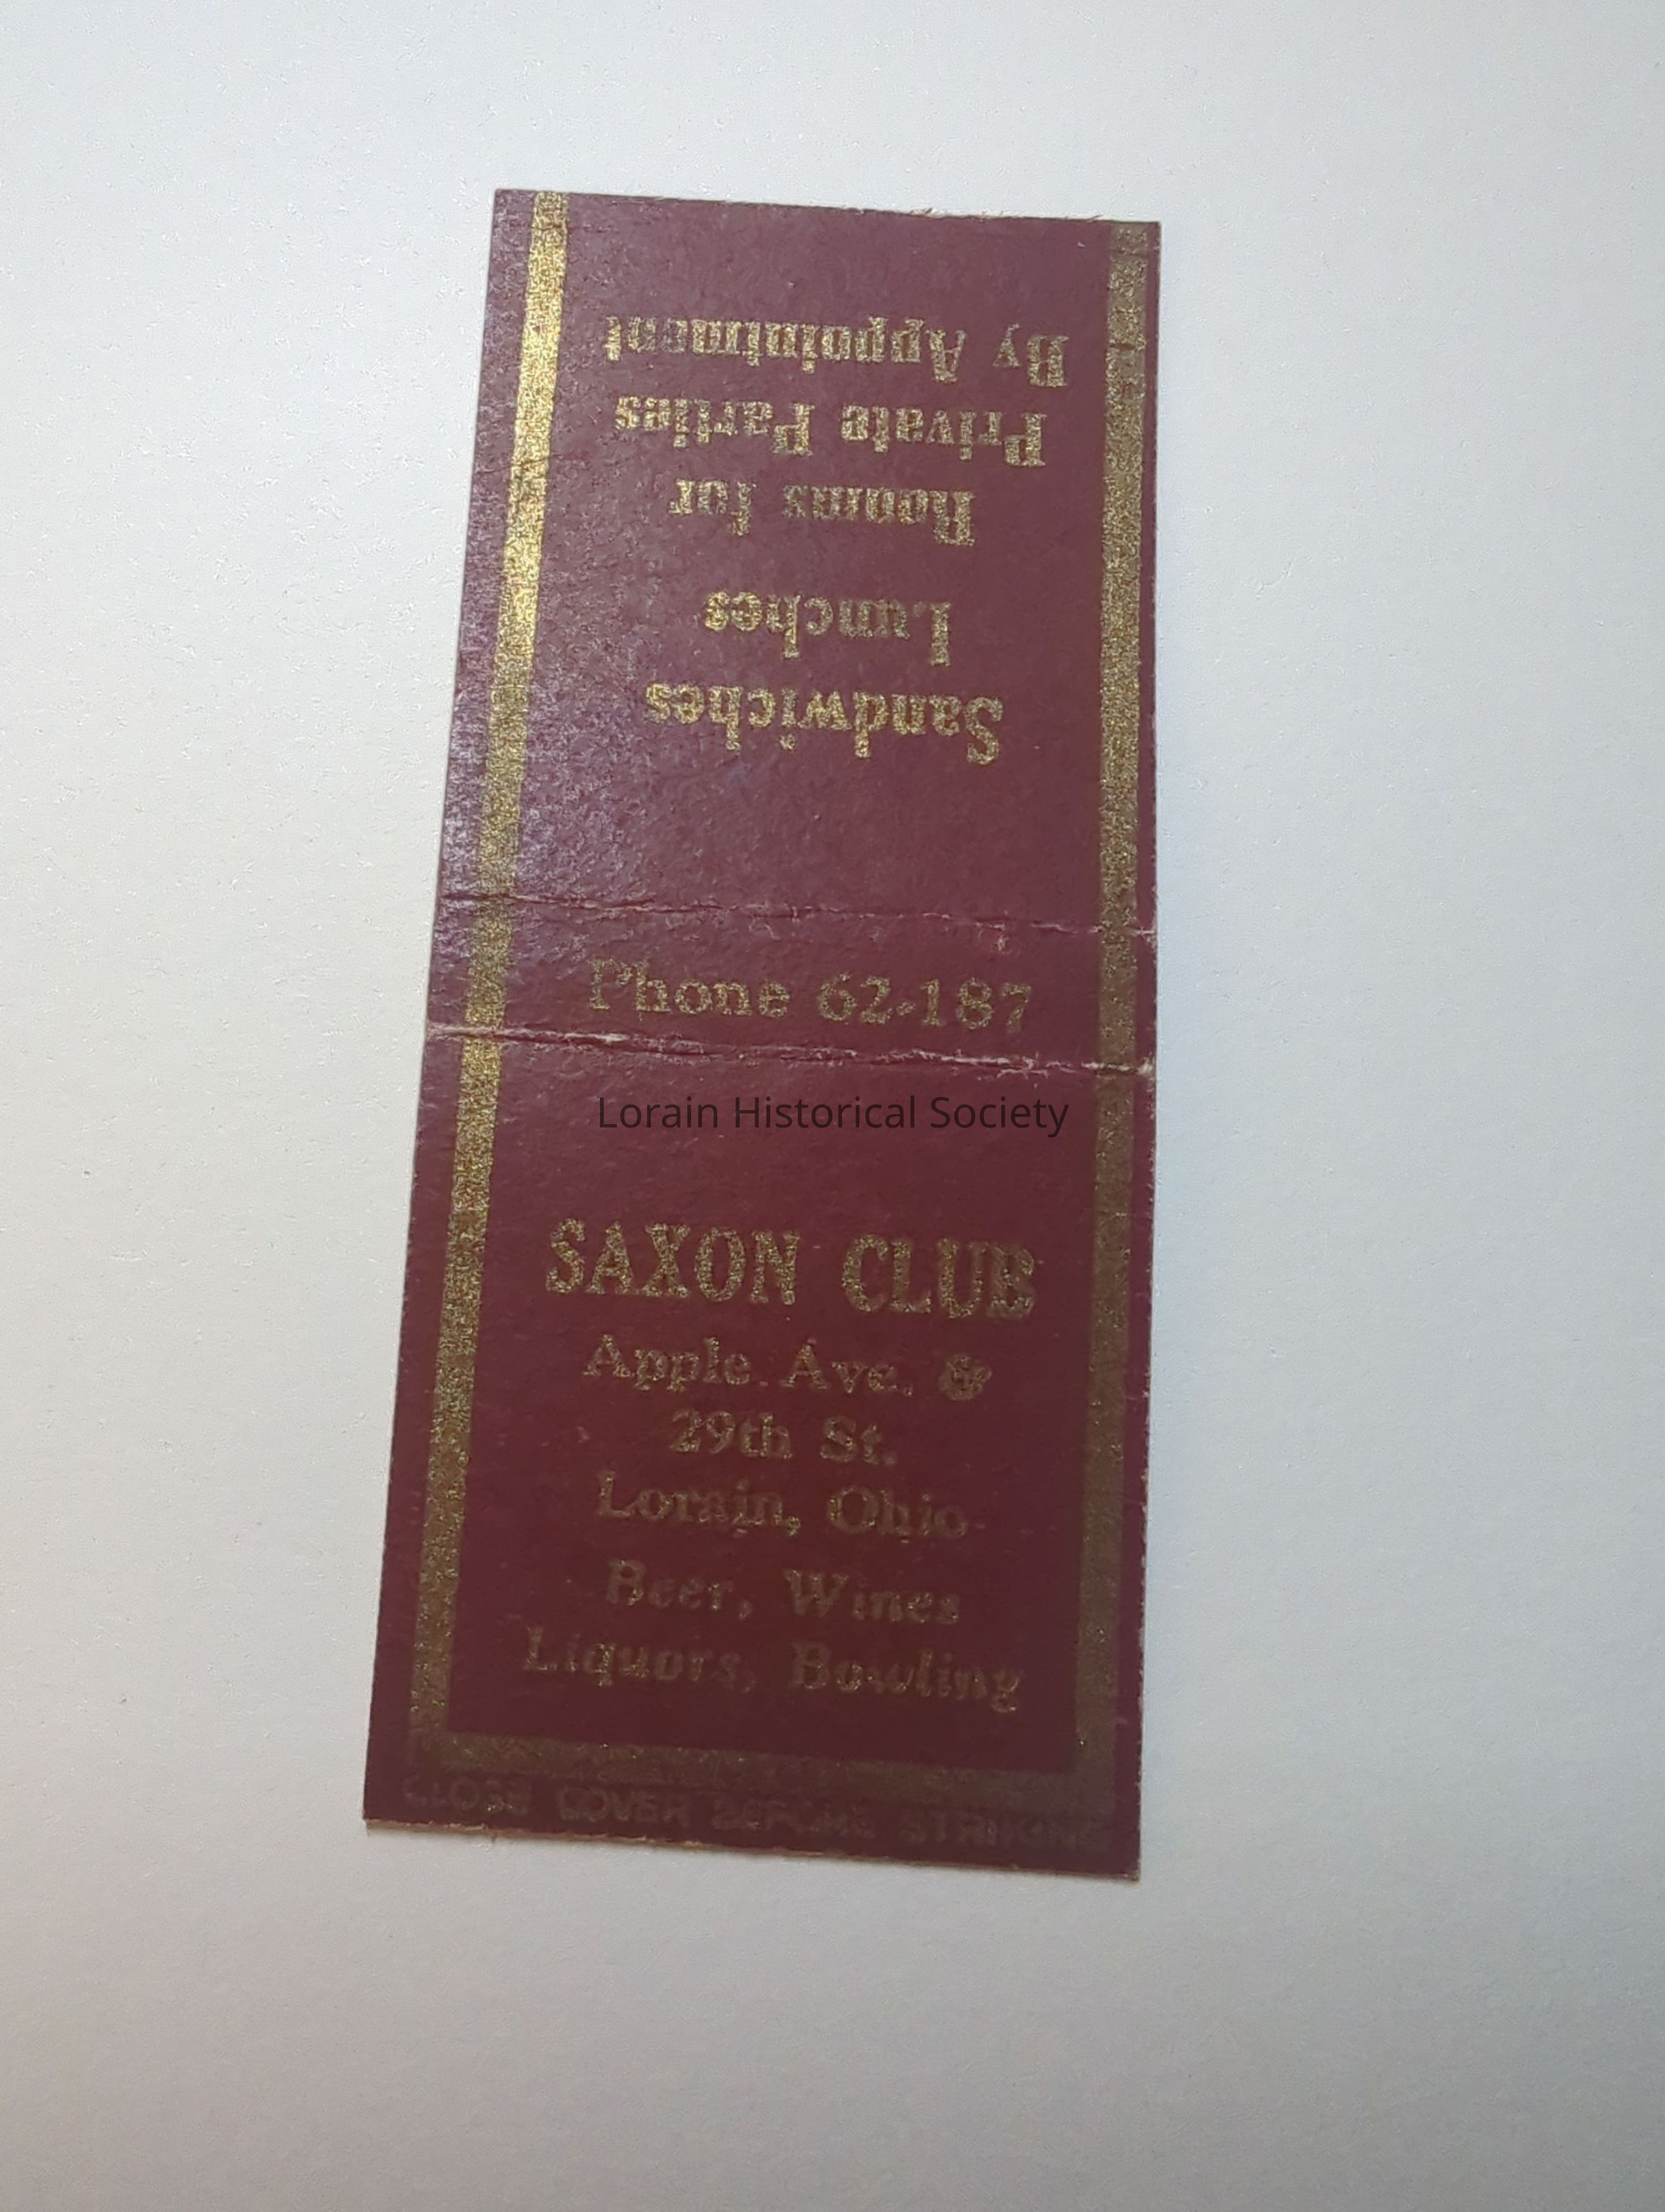 Sandwiches
Lunches
Rooms for
Private Parties
By Appointment
Phone 62-187
Lorain Historical Society
SAXON CLUB
Apple Ave. &
29th St.
Lorain, Ohio
Beer, Wines
Liquors, Bowling
CLOSE COVER BEFORE STRIKING